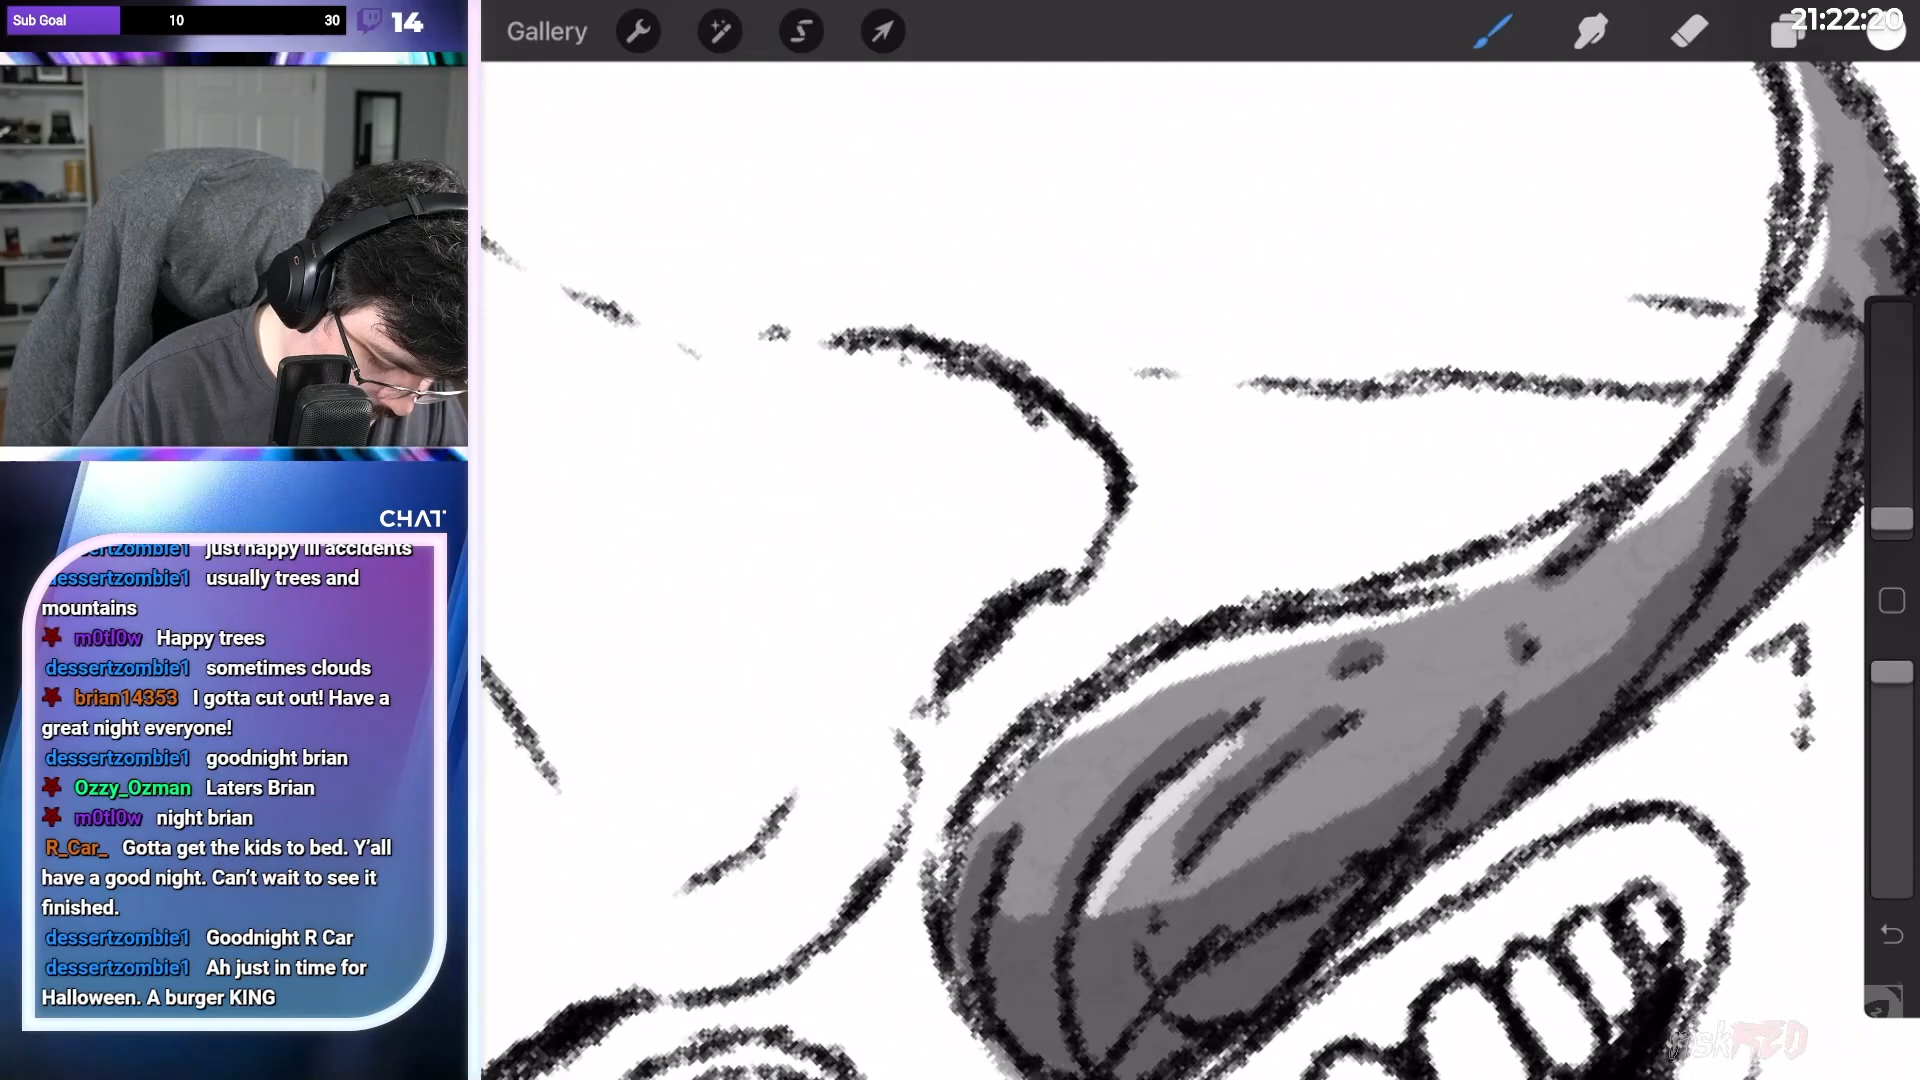 Sub Goal 10 30 14
Gallery
21:22:20
CHAT
dessertzombie1 just happy lil accidents
dessertzombie1 usually trees and
mountains
m0tl0w Happy trees
dessertzombie1 sometimes clouds
brian14353 I gotta cut out! Have a
great night everyone!
dessertzombie1 goodnight brian
Ozzy_Ozman Laters Brian
m0tl0w night brian
R_Car_ Gotta get the kids to bed. Y'all
have a good night. Can't wait to see it
finished.
dessertzombie1 Goodnight R Car
dessertzombie1 Ah just in time for
Halloween. A burger KING